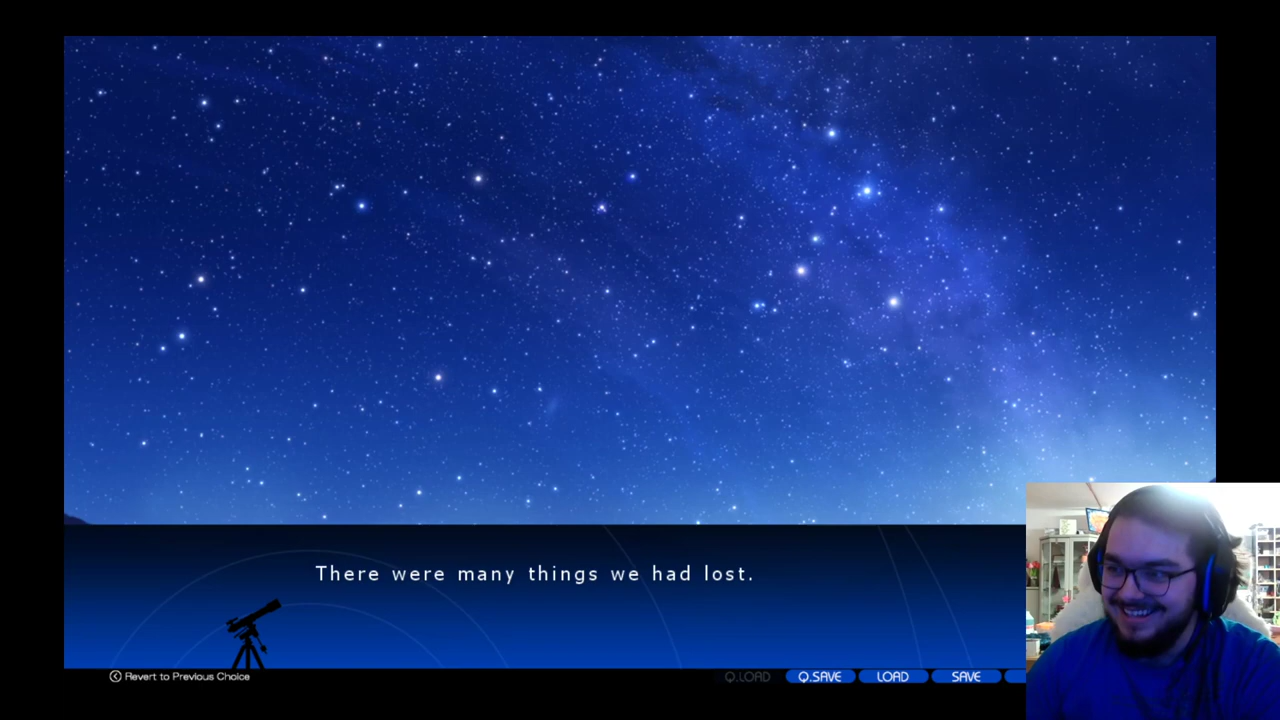 There were many things we had lost.
Revert to Previous Choice
Q.LOAD
Q.SAVE
LOAD
SAVE